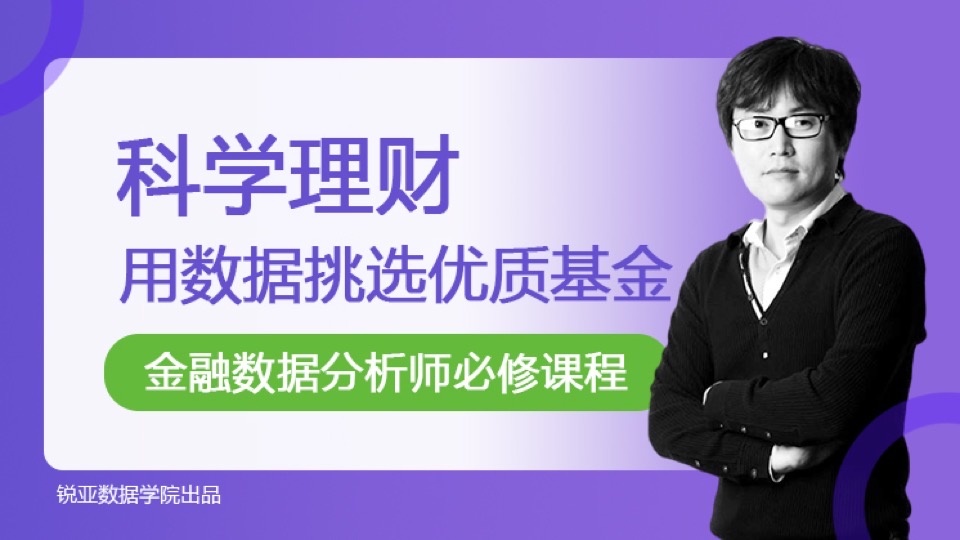 科学理财
用数据挑选优质基金
金融数据分析师必修课程
锐亚数据学院出品